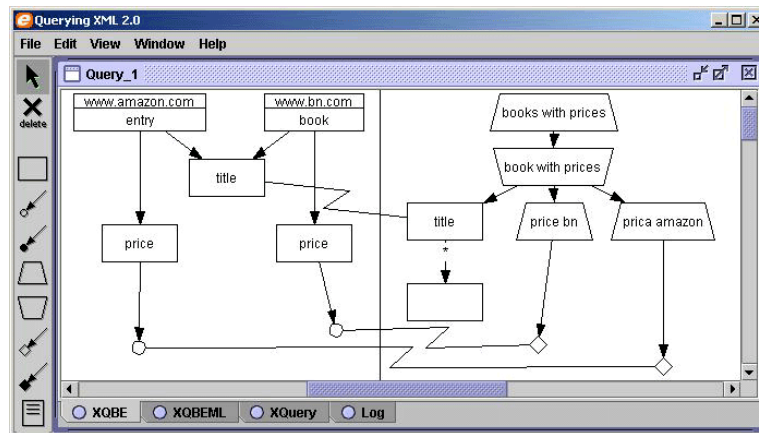 Querying XML 2.0
File Edit View Window Help
Query_1
delete
www.amazon.com
entry
www.bn.com
book
title
price
price
books with prices
book with prices
title
price bn
prica amazon
*
XQBE XQBEML XQuery Log